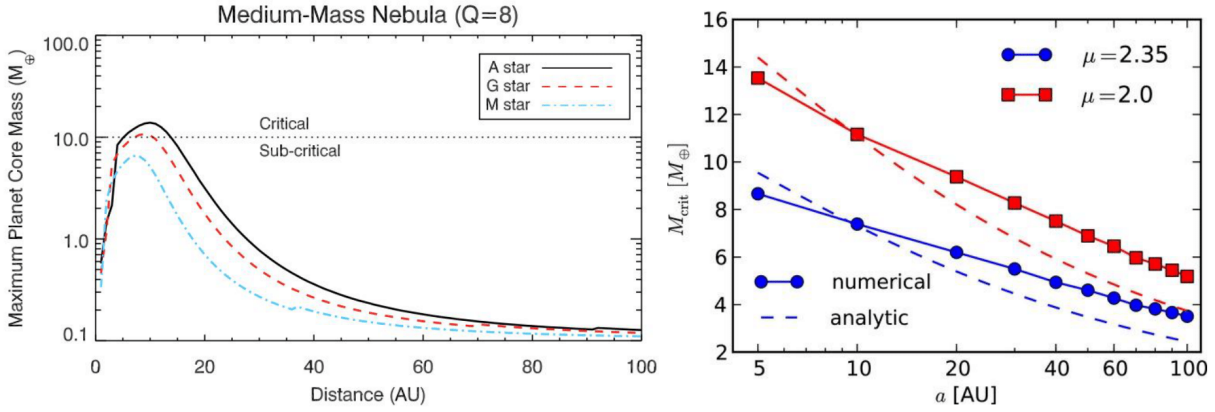 Medium-Mass Nebula (Q=8)
Maximum Planet Core Mass (M⊕)
100.0
10.0
1.0
0.1
A star
G star
M star
Critical
Sub-critical
0 20 40 60 80 100
Distance (AU)
M_crit [M⊕]
16
14
12
10
8
6
4
2
μ=2.35
μ=2.0
numerical
analytic
5 10 20 30 40 60 100
a [AU]